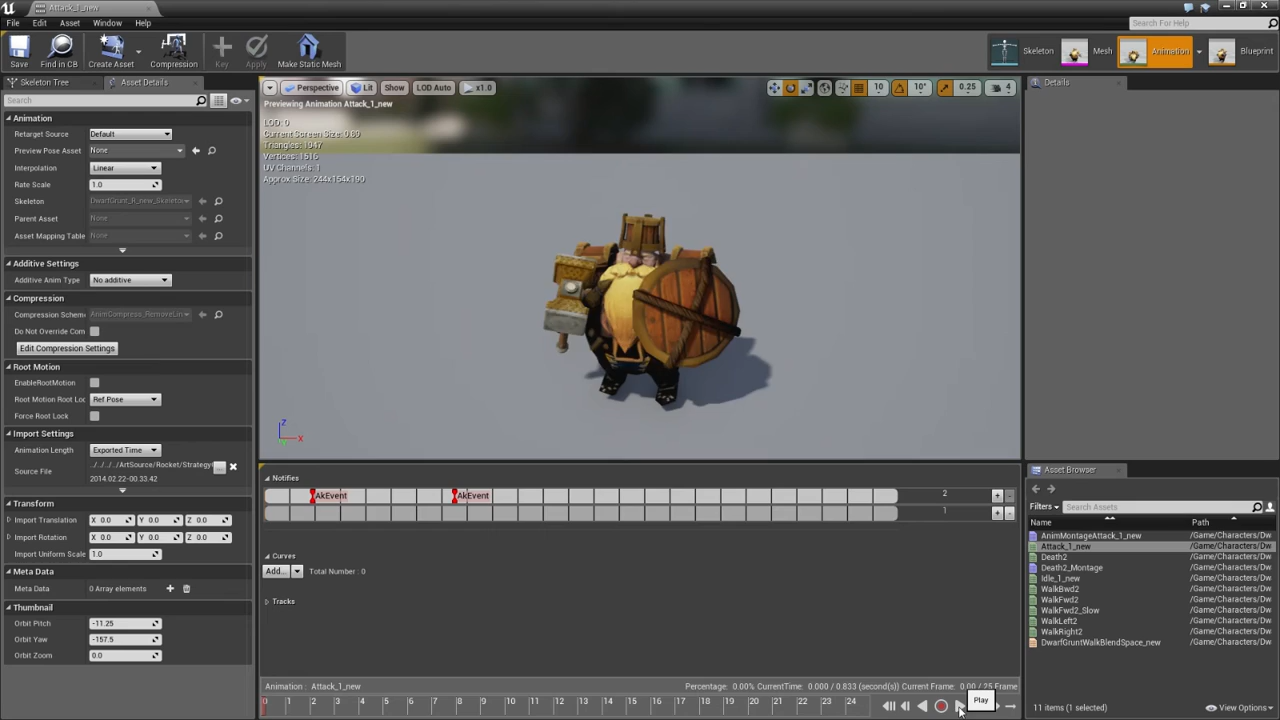 Attack_1_new
File Edit Asset Window Help
Search For Help
Save Find in CB Create Asset Compression Key Apply Make Static Mesh Skeleton Mesh Animation Blueprint
Skeleton Tree Asset Details
Search
Animation
Retarget Source Default
Preview Pose Asset None
Interpolation Linear
Rate Scale 1.0
Skeleton DwarfGrunt_R_new_Skeleto
Parent Asset None
Asset Mapping Table None
Additive Settings
Additive Anim Type No additive
Compression
Compression Schem AnimCompress_RemoveLin
Do Not Override Com
Edit Compression Settings
Root Motion
EnableRootMotion
Root Motion Root Loc Ref Pose
Force Root Lock
Import Settings
Animation Length Exported Time
Source File ../../../../ArtSource/Rocket/Strategy ...
2014.02.22-00.33.42
Transform
Import Translation X 0.0 Y 0.0 Z 0.0
Import Rotation X 0.0 Y 0.0 Z 0.0
Import Uniform Scale 1.0
Meta Data
Meta Data 0 Array elements
Thumbnail
Orbit Pitch -11.25
Orbit Yaw -157.5
Orbit Zoom 0.0
Perspective Lit Show LOD Auto x1.0 10 10° 0.25 4
Previewing Animation Attack_1_new
LOD: 0
Current Screen Size: 0.89
Triangles: 1947
Vertices: 1516
UV Channels: 1
Approx Size: 244x154x190
Z
X
Notifies
AkEvent AkEvent 2
1
Curves
Add... Total Number : 0
Tracks
Animation : Attack_1_new Percentage: 0.00% CurrentTime: 0.000 / 0.833 (second(s)) Current Frame: 0.00 / 25 Frame
0 1 2 3 4 5 6 7 8 9 10 11 12 13 14 15 16 17 18 19 20 21 22 23 24
Play
Details
Asset Browser
Filters Search Assets
Name Path
AnimMontageAttack_1_new /Game/Characters/Dw
Attack_1_new /Game/Characters/Dw
Death2 /Game/Characters/Dw
Death2_Montage /Game/Characters/Dw
Idle_1_new /Game/Characters/Dw
WalkBwd2 /Game/Characters/Dw
WalkFwd2 /Game/Characters/Dw
WalkFwd2_Slow /Game/Characters/Dw
WalkLeft2 /Game/Characters/Dw
WalkRight2 /Game/Characters/Dw
DwarfGruntWalkBlendSpace_new /Game/Characters/Dw
11 items (1 selected) View Options